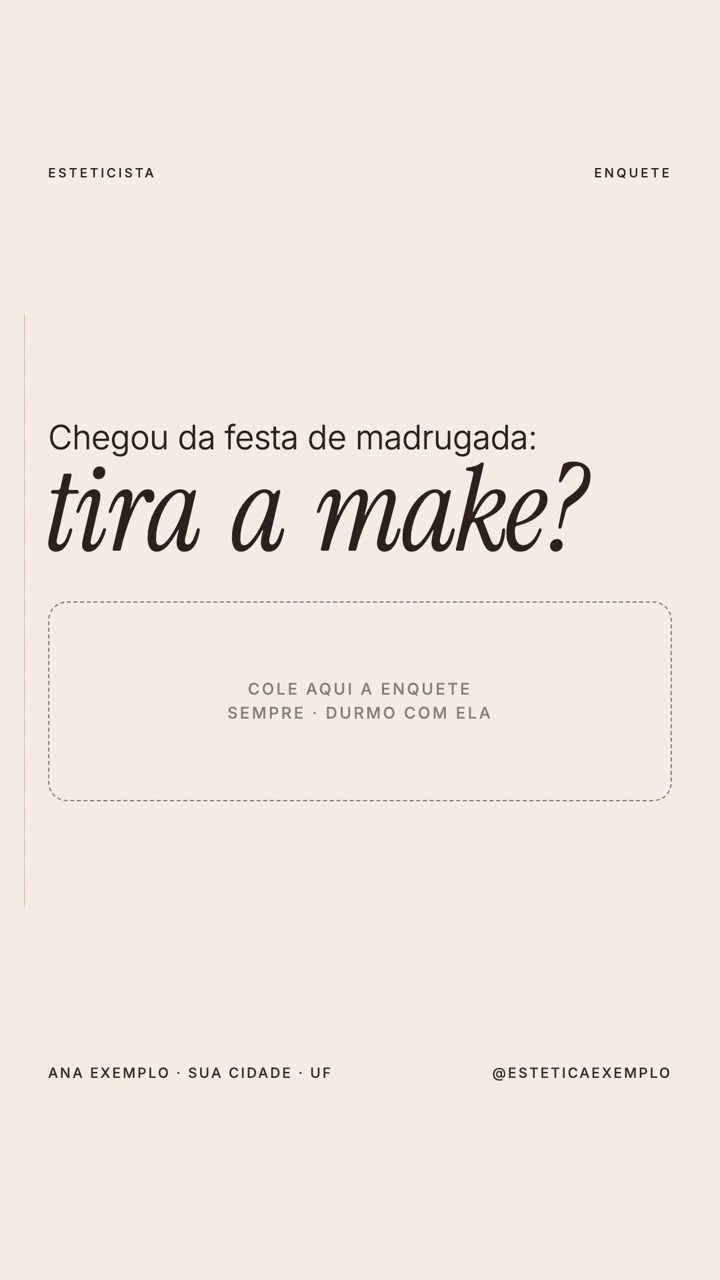 ESTETICISTA
ENQUETE
Chegou da festa de madrugada:
tira a make?
COLE AQUI A ENQUETE
SEMPRE · DURMO COM ELA
ANA EXEMPLO · SUA CIDADE · UF
@ESTETICAEXEMPLO